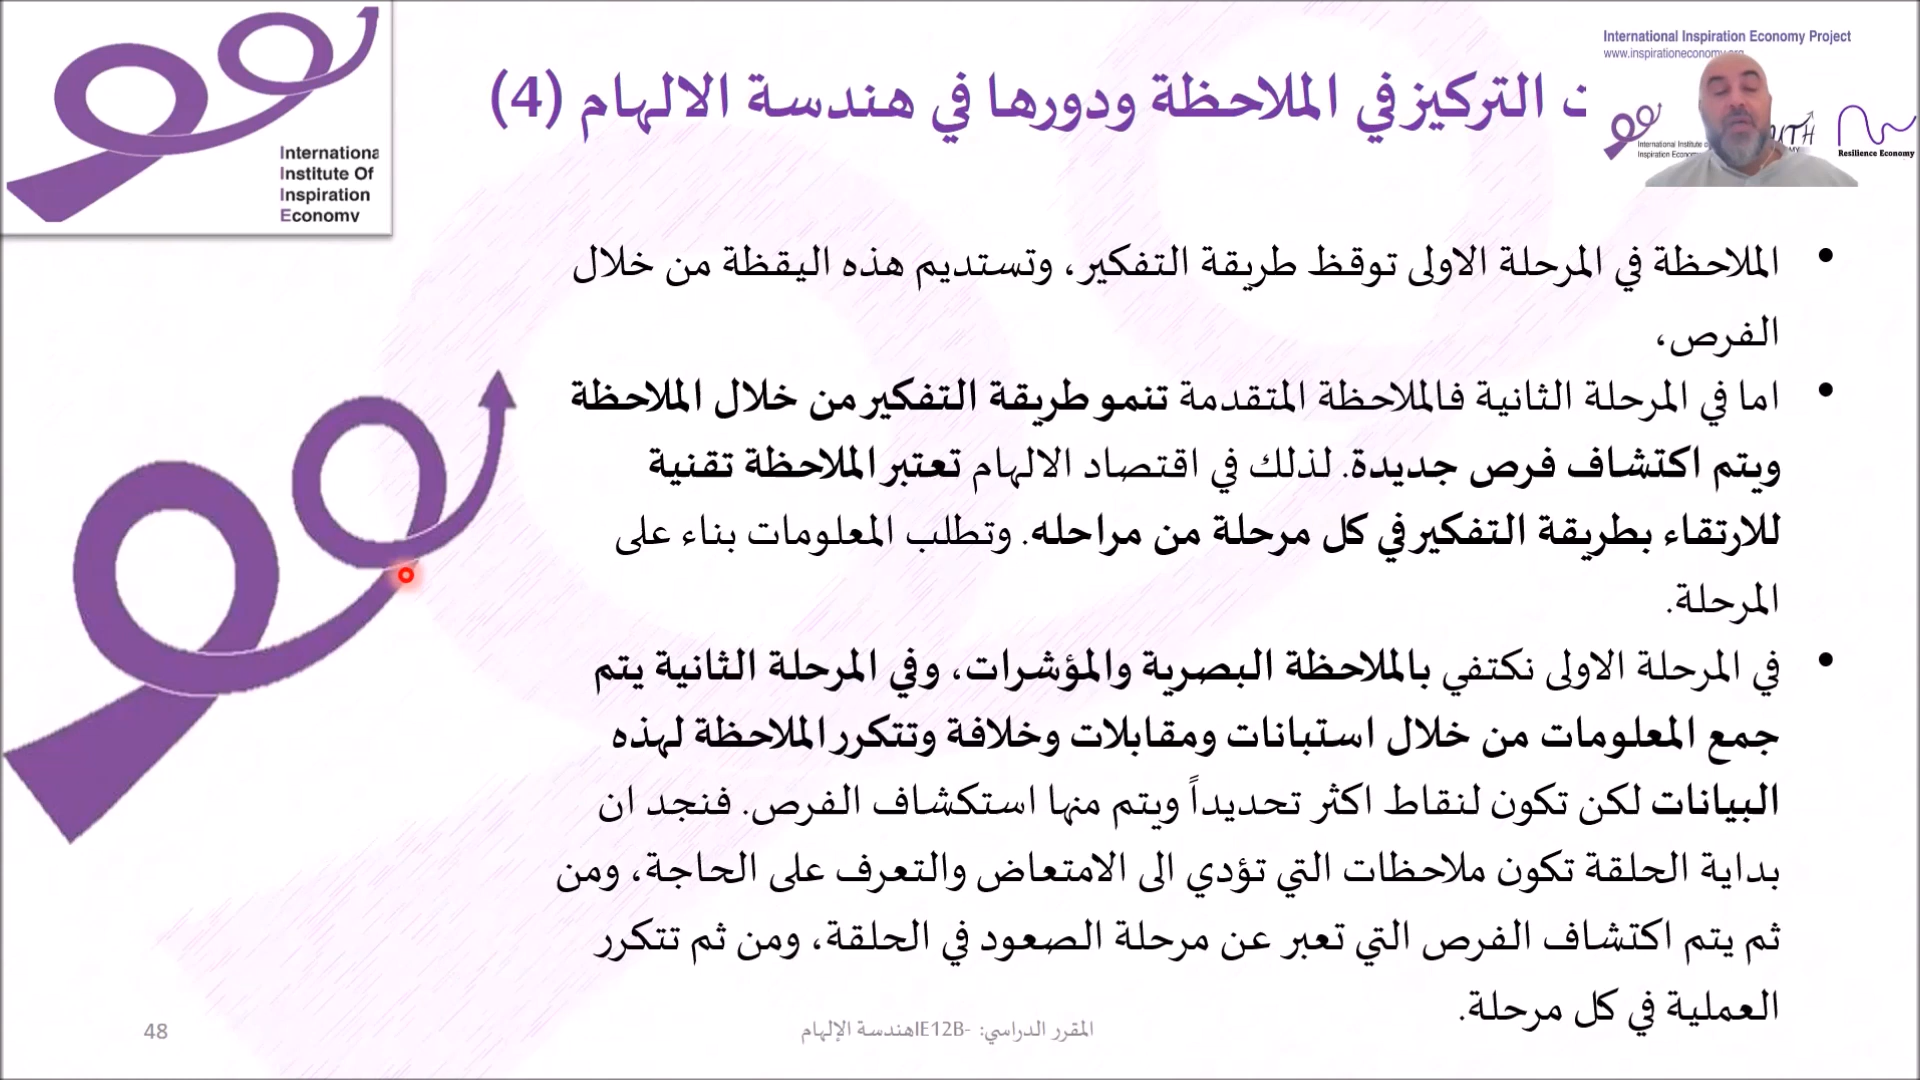 International Inspiration Economy Project
www.inspirationeconomy.org
Internationa
Institute Of
Inspiration
Economy
ت التركيز في الملاحظة ودورها في هندسة الالهام (4)
International Institute of
Inspiration Econom
UTH
Resilience Economy
• الملاحظة في المرحلة الاولى توقظ طريقة التفكير، وتستديم هذه اليقظة من خلال
الفرص،
• اما في المرحلة الثانية فالملاحظة المتقدمة تنمو طريقة التفكير من خلال الملاحظة
ويتم اكتشاف فرص جديدة. لذلك في اقتصاد الالهام تعتبر الملاحظة تقنية
للارتقاء بطريقة التفكير في كل مرحلة من مراحله. وتطلب المعلومات بناء على
المرحلة.
• في المرحلة الاولى نكتفي بالملاحظة البصرية والمؤشرات، وفي المرحلة الثانية يتم
جمع المعلومات من خلال استبانات ومقابلات وخلافة وتتكرر الملاحظة لهذه
البيانات لكن تكون لنقاط اكثر تحديداً ويتم منها استكشاف الفرص. فنجد ان
بداية الحلقة تكون ملاحظات التي تؤدي الى الامتعاض والتعرف على الحاجة، ومن
ثم يتم اكتشاف الفرص التي تعبر عن مرحلة الصعود في الحلقة، ومن ثم تتكرر
العملية في كل مرحلة.
المقرر الدراسي: -IE12Bهندسة الإلهام
48